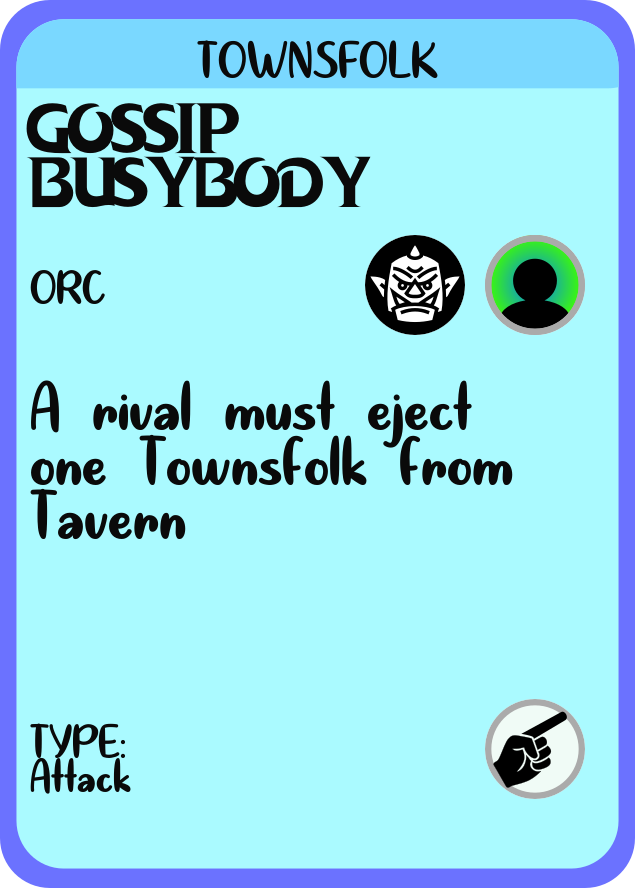 TOWNSFOLK
GOSSIP
BUSYBODY
ORC
A rival must eject
one Townsfolk from
Tavern
TYPE:
Attack